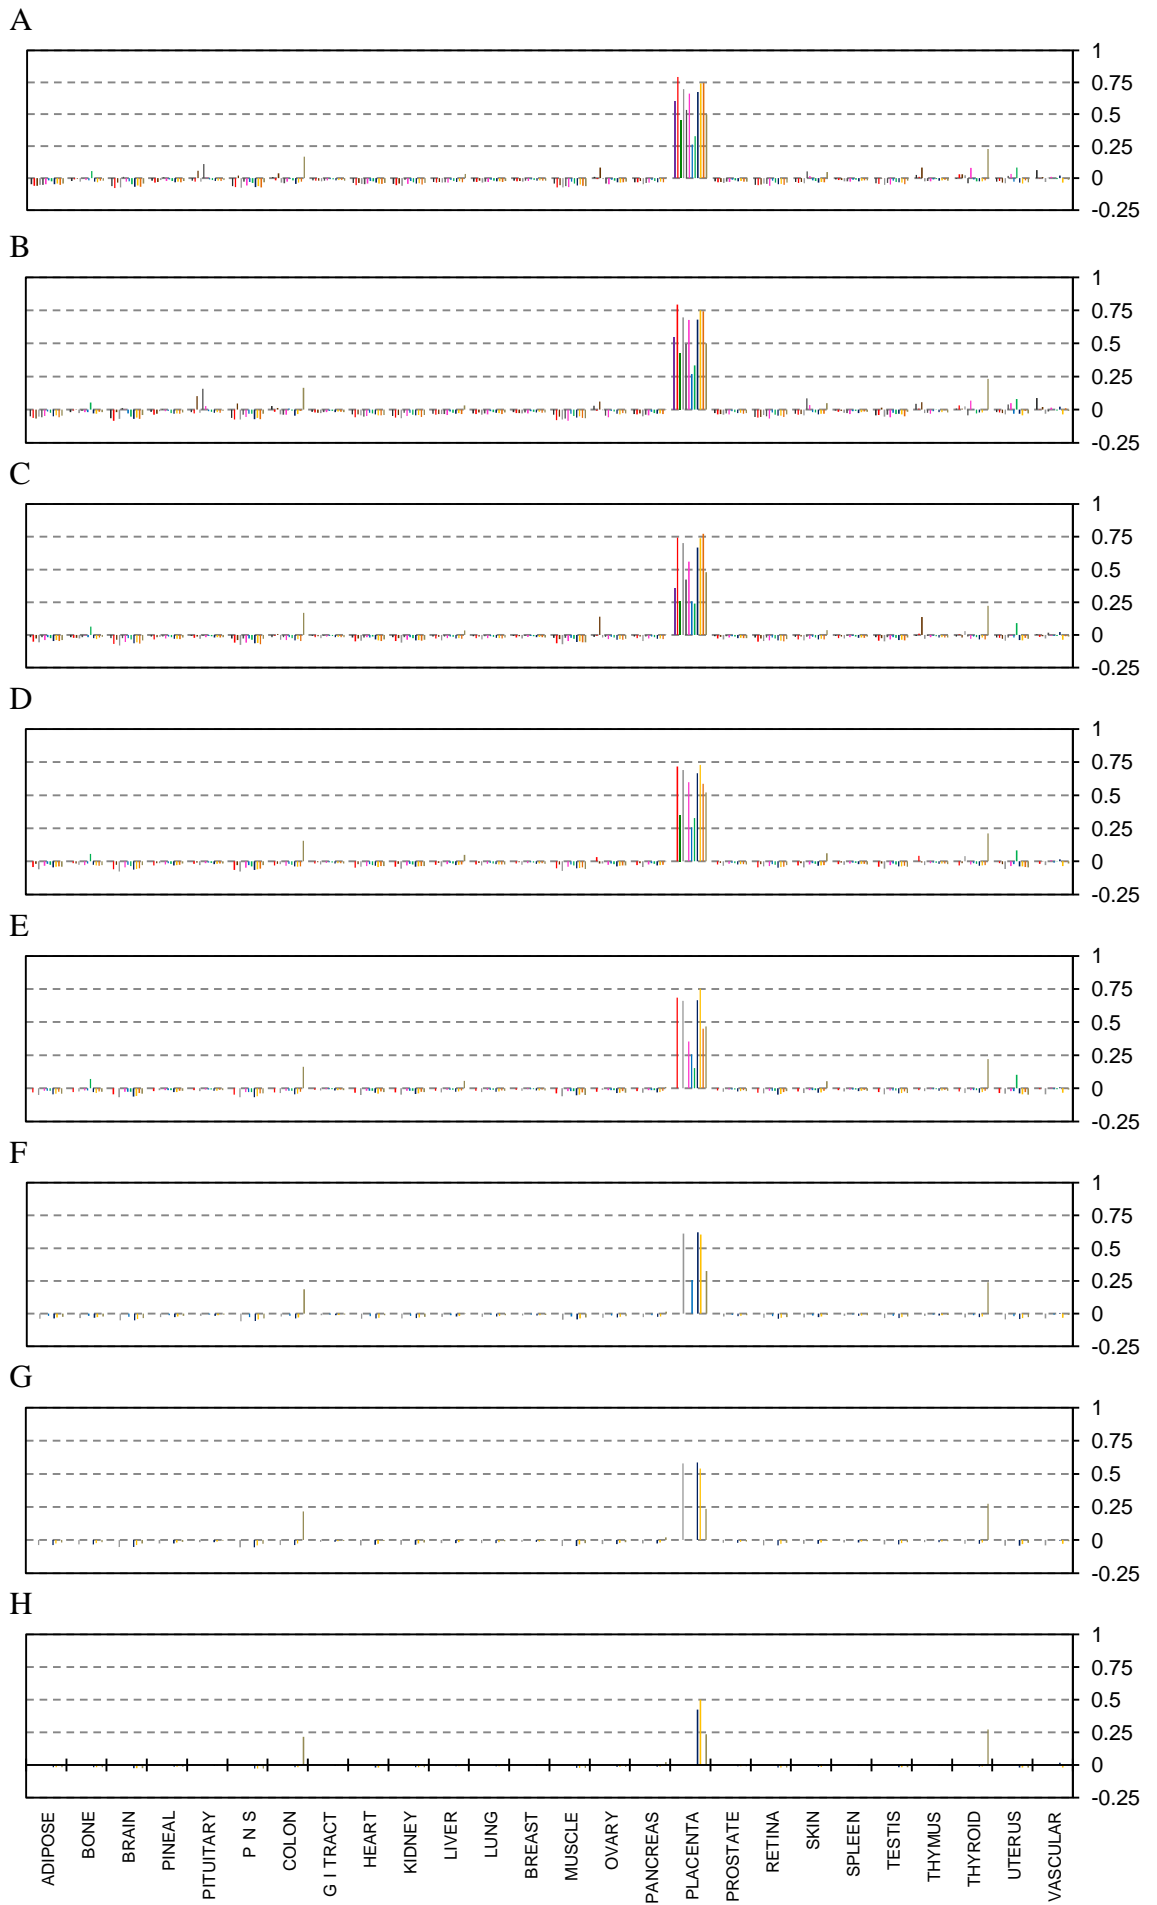 A
1
0.75
0.5
0.25
0
-0.25
B
1
0.75
0.5
0.25
0
-0.25
C
1
0.75
0.5
0.25
0
-0.25
D
1
0.75
0.5
0.25
0
-0.25
E
1
0.75
0.5
0.25
0
-0.25
F
1
0.75
0.5
0.25
0
-0.25
G
1
0.75
0.5
0.25
0
-0.25
H
1
0.75
0.5
0.25
0
-0.25
ADIPOSE
BONE
BRAIN
PINEAL
PITUITARY
P N S
COLON
G I TRACT
HEART
KIDNEY
LIVER
LUNG
BREAST
MUSCLE
OVARY
PANCREAS
PLACENTA
PROSTATE
RETINA
SKIN
SPLEEN
TESTIS
THYMUS
THYROID
UTERUS
VASCULAR